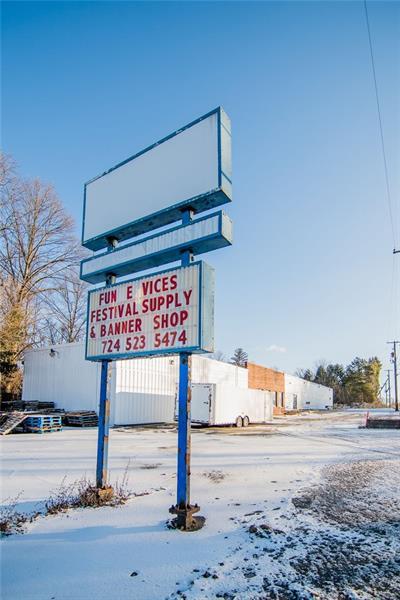 FUN E VICES
FESTIVAL SUPPLY
& BANNER SHOP
724 523 5474